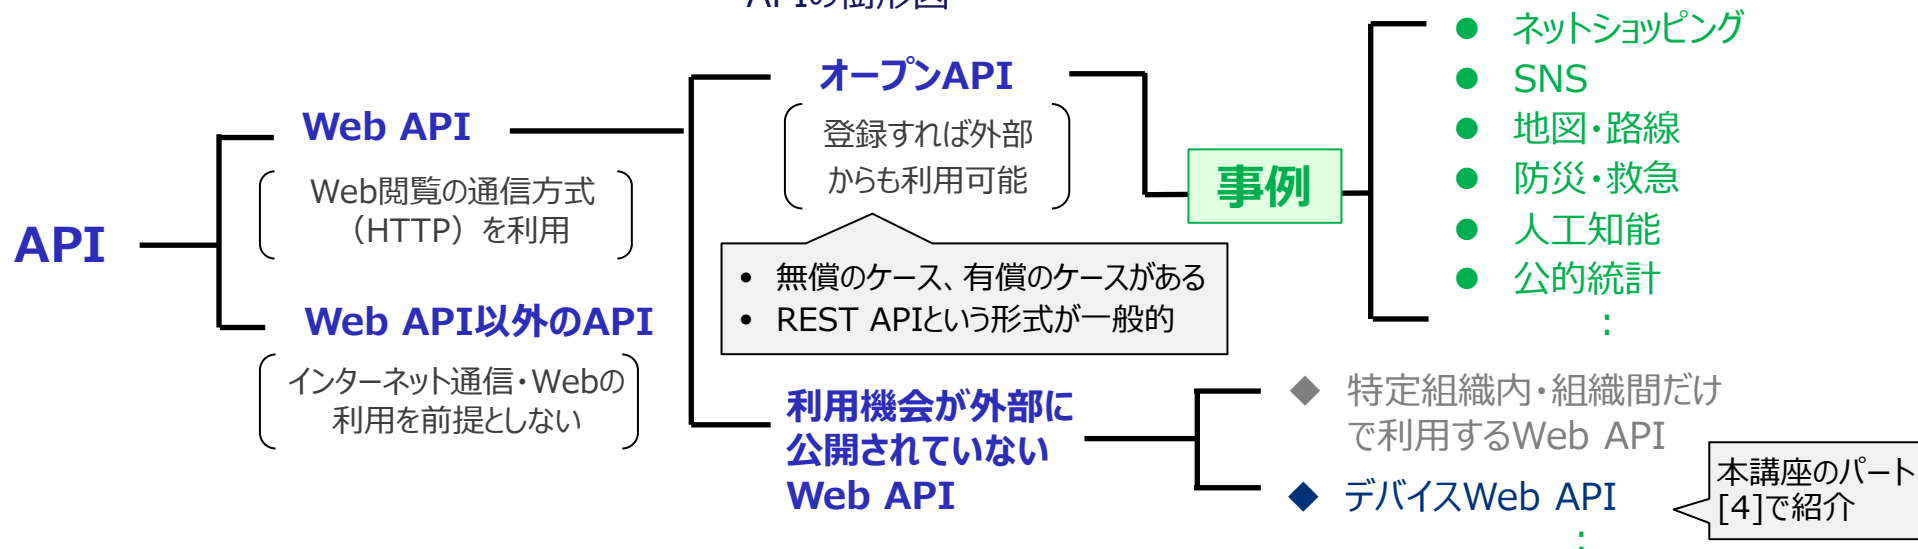 APIの樹形図
API
Web API
Web閲覧の通信方式
（HTTP）を利用
Web API以外のAPI
インターネット通信・Webの
利用を前提としない
オープンAPI
登録すれば外部
からも利用可能
• 無償のケース、有償のケースがある
• REST APIという形式が一般的
事例
● ネットショッピング
● SNS
● 地図・路線
● 防災・救急
● 人工知能
● 公的統計
：
利用機会が外部に
公開されていない
Web API
◆ 特定組織内・組織間だけ
で利用するWeb API
◆ デバイスWeb API
：
本講座のパート
[4]で紹介